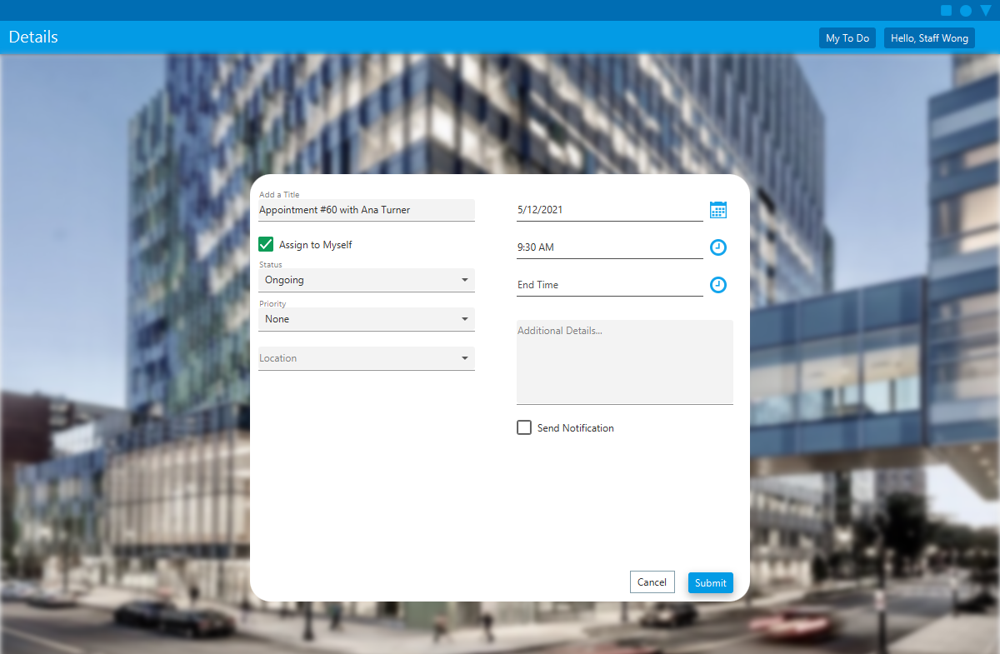 Details
My To Do
Hello, Staff Wong
Add a Title
Appointment #60 with Ana Turner
Assign to Myself
Status
Ongoing
Priority
None
Location
5/12/2021
9:30 AM
End Time
Additional Details...
Send Notification
Cancel
Submit